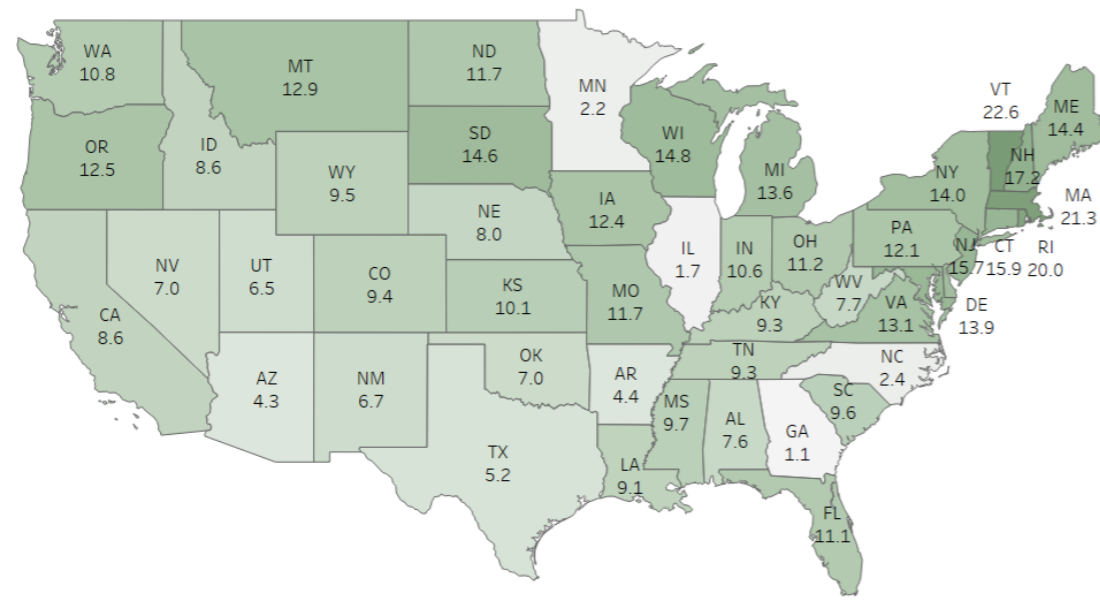 WA
10.8
MT
12.9
ND
11.7
MN
2.2
VT
22.6
ME
14.4
OR
12.5
ID
8.6
SD
14.6
WI
14.8
MI
13.6
NY
14.0
NH
17.2
MA
21.3
WY
9.5
IA
12.4
NE
8.0
PA
12.1
NJ
15.7
CT
15.9
RI
20.0
NV
7.0
UT
6.5
CO
9.4
IL
1.7
IN
10.6
OH
11.2
KS
10.1
MO
11.7
WV
7.7
KY
9.3
VA
13.1
DE
13.9
CA
8.6
AZ
4.3
NM
6.7
OK
7.0
AR
4.4
TN
9.3
NC
2.4
SC
9.6
MS
9.7
AL
7.6
GA
1.1
TX
5.2
LA
9.1
FL
11.1